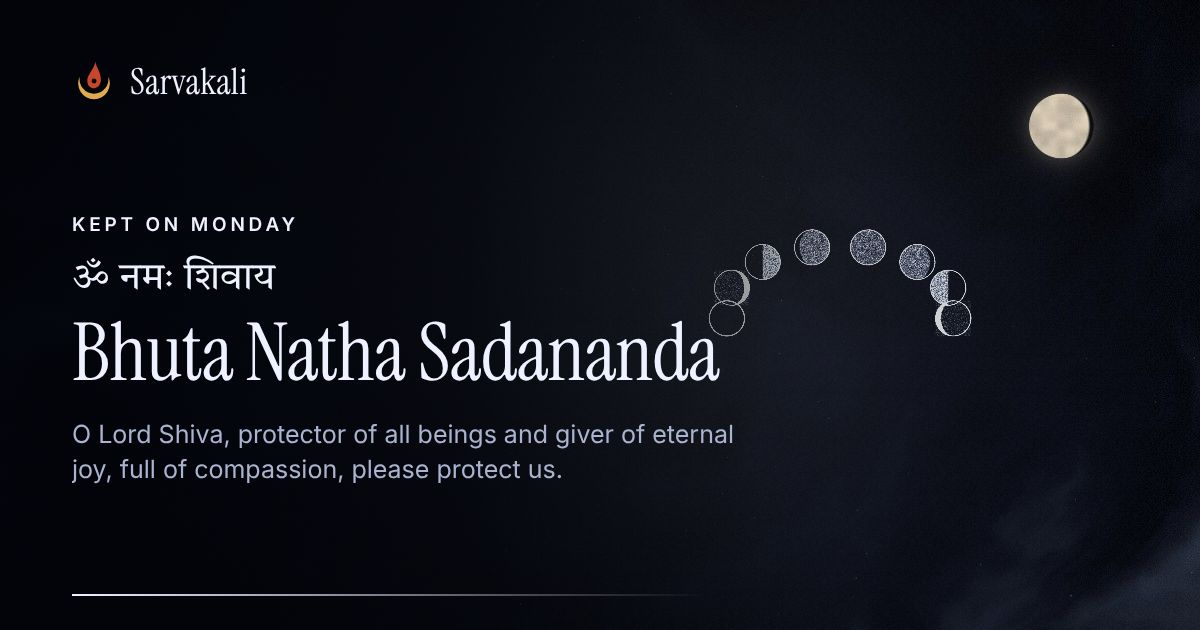 Sarvakali
KEPT ON MONDAY
ॐ नमः शिवाय
Bhuta Natha Sadananda
O Lord Shiva, protector of all beings and giver of eternal
joy, full of compassion, please protect us.